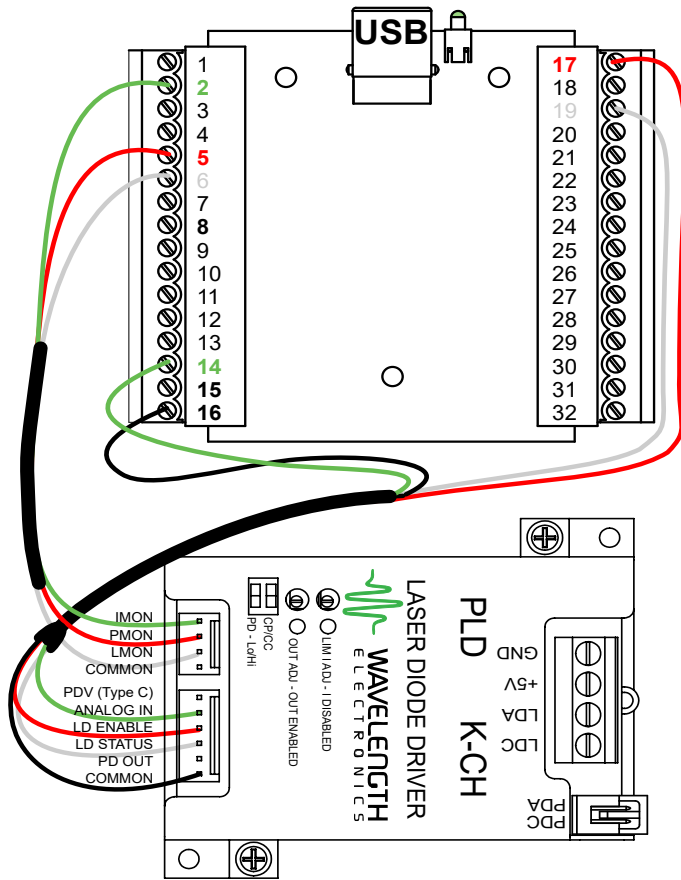 USB
1
2
3
4
5
6
7
8
9
10
11
12
13
14
15
16
17
18
19
20
21
22
23
24
25
26
27
28
29
30
31
32
IMON
PMON
LMON
COMMON
PDV (Type C)
ANALOG IN
LD ENABLE
LD STATUS
PD OUT
COMMON
CP/CC
PD - Lo/Hi
OUT ADJ - OUT ENABLED
LIM I ADJ - I DISABLED
WAVELENGTH
ELECTRONICS
LASER DIODE DRIVER
PLD K-CH
GND
+5V
LDA
LDC
PDA
PDC